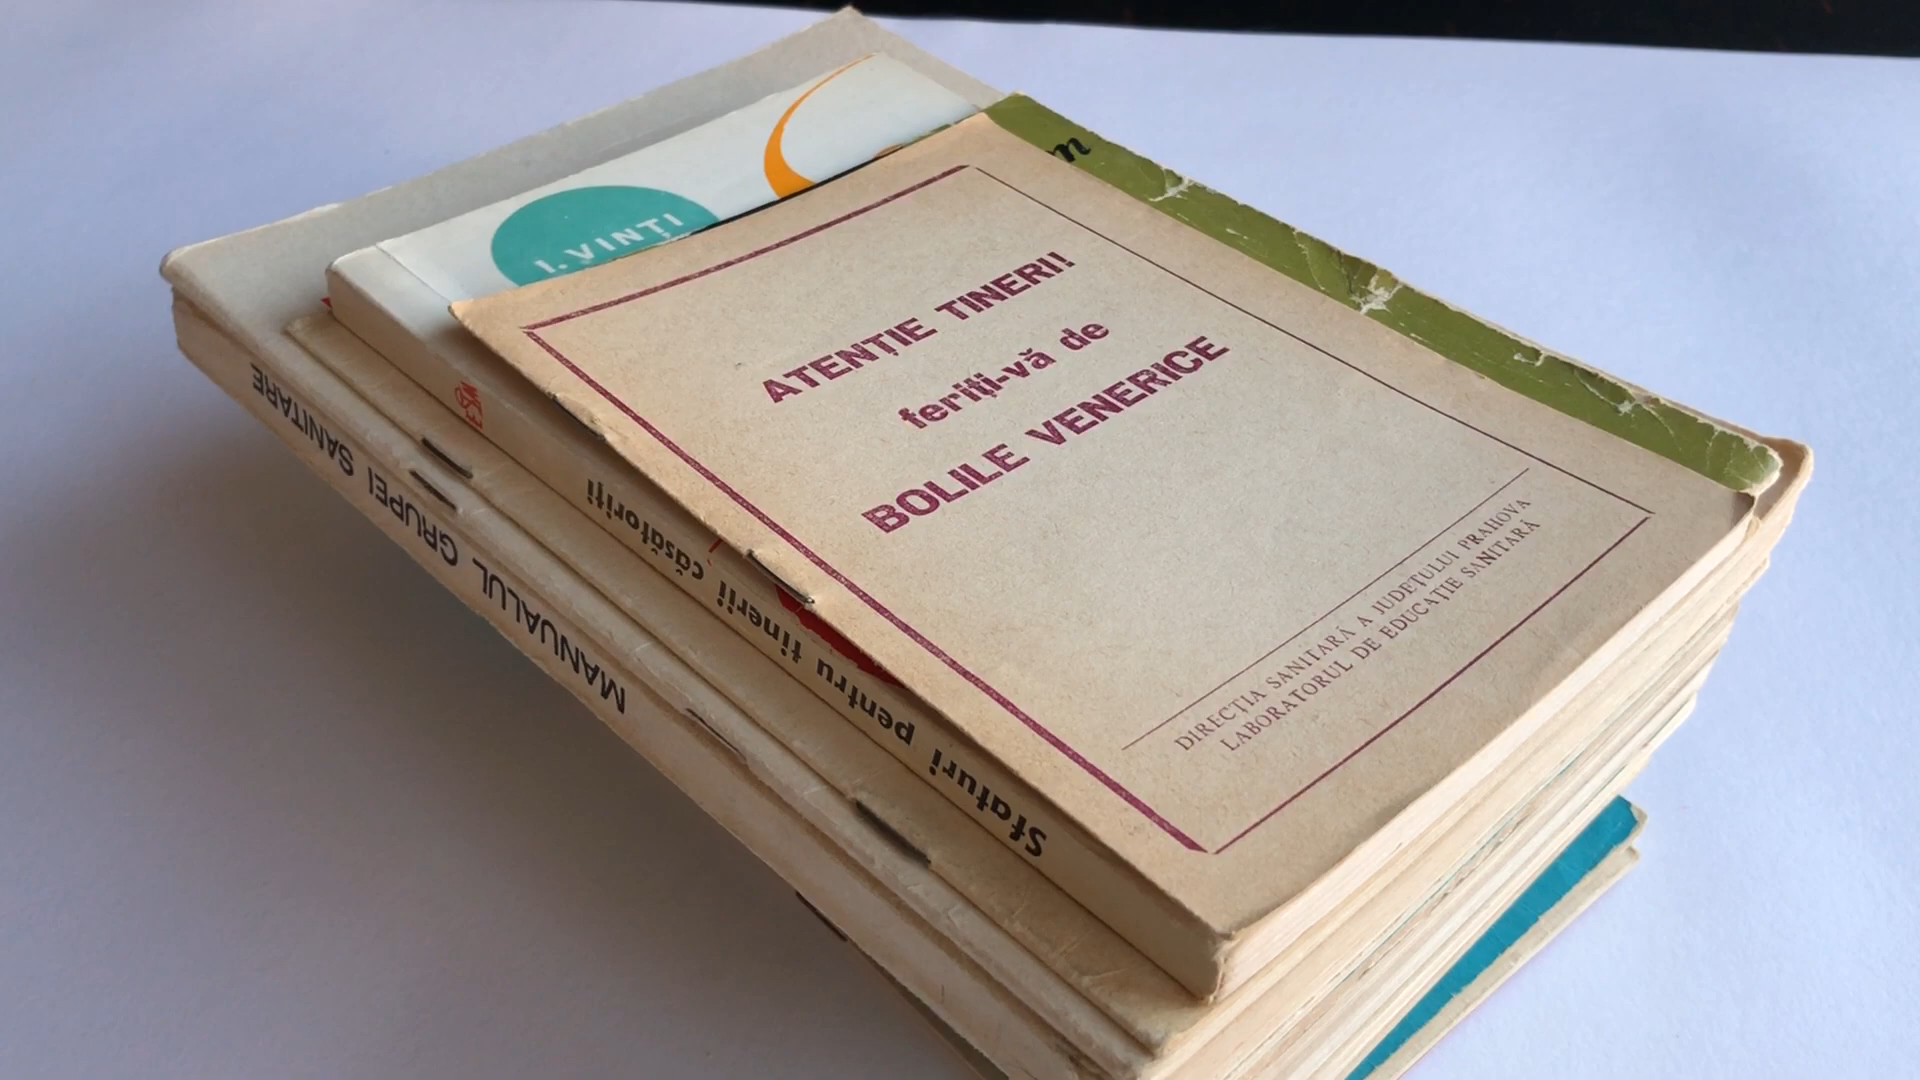 I. VINȚI
m
ATENȚIE TINERI!
feriți-vă de
BOLILE VENERICE
DIRECȚIA SANITARĂ A JUDEȚULUI PRAHOVA
LABORATORUL DE EDUCAȚIE SANITARĂ
Sfaturi pentru tinerii căsătoriți
MANUALUL GRUPEI SANITARE